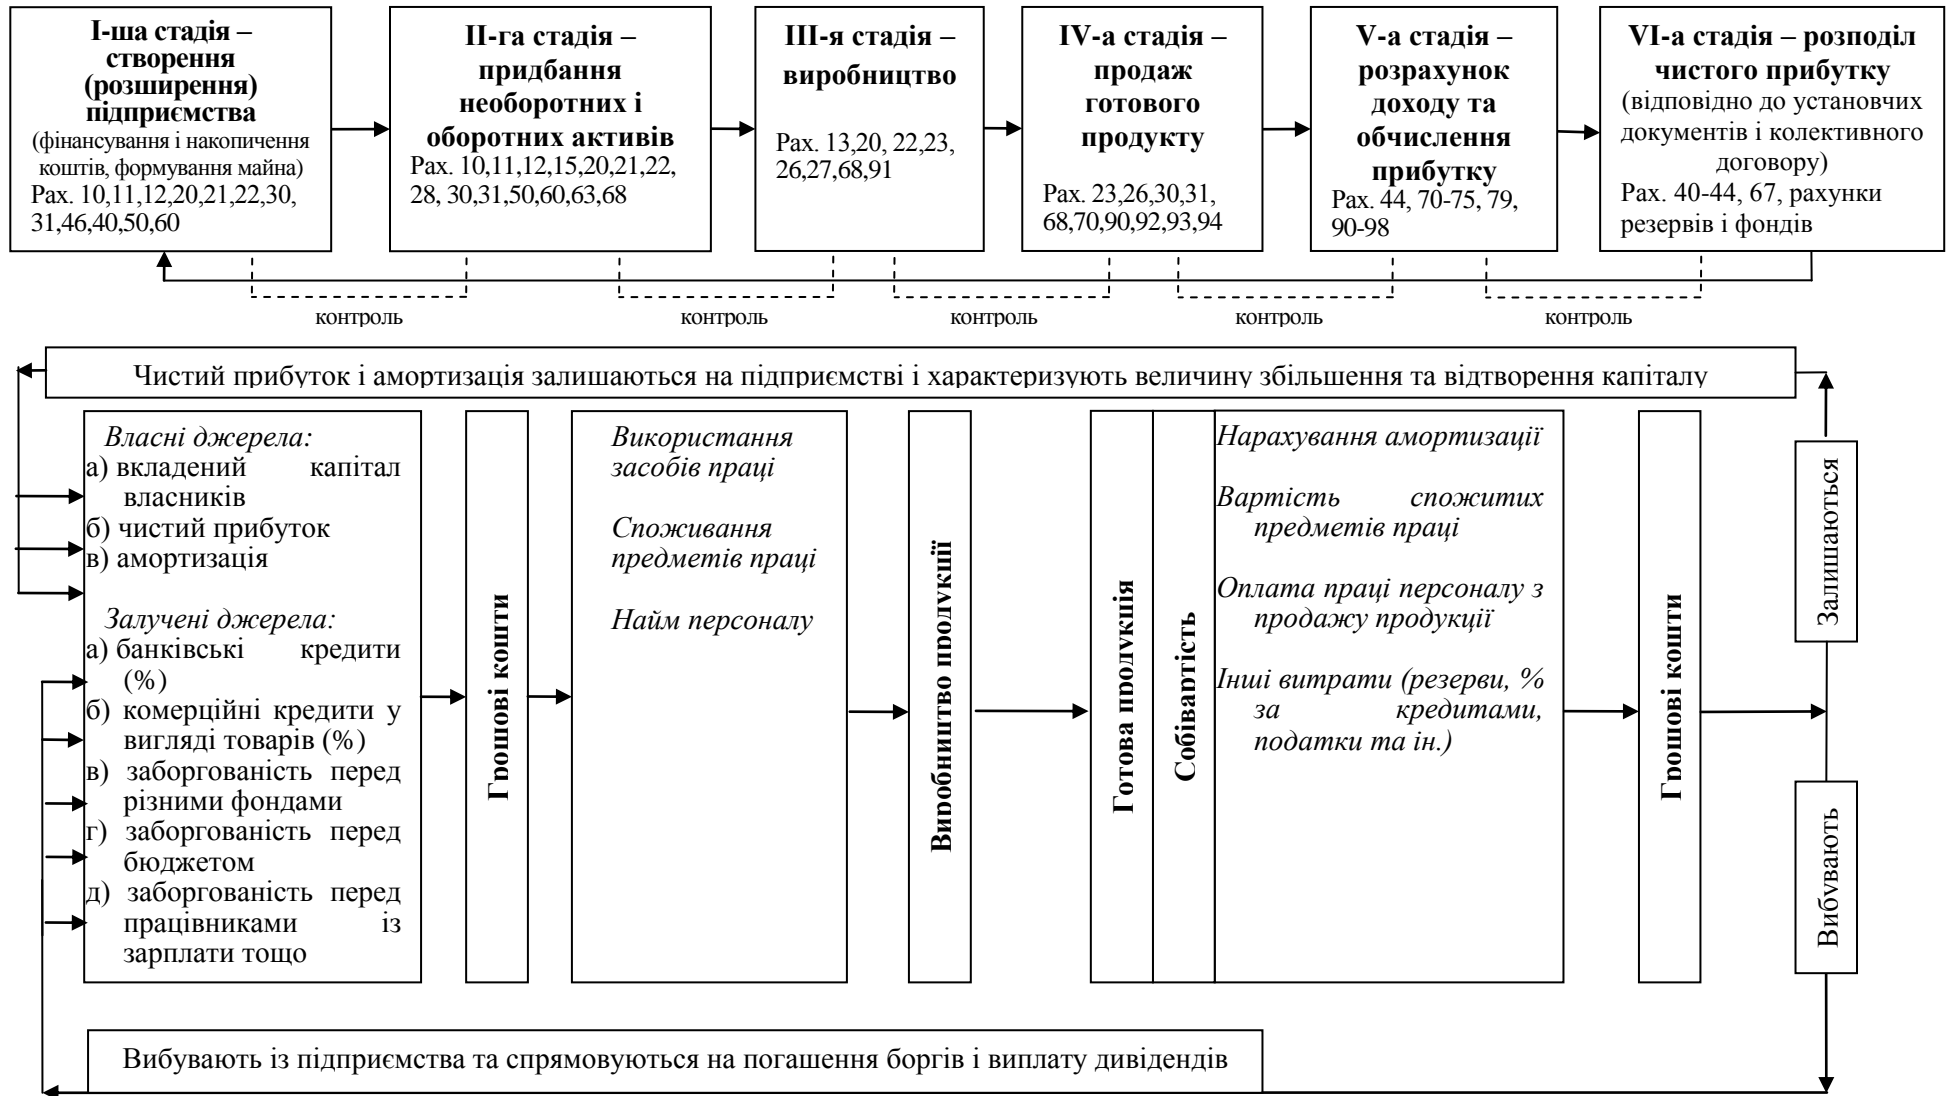 І-ша стадія –
створення
(розширення)
підприємства
(фінансування і накопичення
коштів, формування майна)
Рах. 10,11,12,20,21,22,30,
31,46,40,50,60
ІІ-га стадія –
придбання
необоротних і
оборотних активів
Рах. 10,11,12,15,20,21,22,
28, 30,31,50,60,63,68
ІІІ-я стадія –
виробництво
Рах. 13,20, 22,23,
26,27,68,91
IV-а стадія –
продаж
готового
продукту
Рах. 23,26,30,31,
68,70,90,92,93,94
V-а стадія –
розрахунок
доходу та
обчислення
прибутку
Рах. 44, 70-75, 79,
90-98
VI-а стадія – розподіл
чистого прибутку
(відповідно до установчих
документів і колективного
договору)
Рах. 40-44, 67, рахунки
резервів і фондів
контроль
контроль
контроль
контроль
контроль
Чистий прибуток і амортизація залишаються на підприємстві і характеризують величину збільшення та відтворення капіталу
Власні джерела:
а) вкладений капітал
власників
б) чистий прибуток
в) амортизація
Залучені джерела:
а) банківські кредити
(%)
б) комерційні кредити у
вигляді товарів (%)
в) заборгованість перед
різними фондами
г) заборгованість перед
бюджетом
д) заборгованість перед
працівниками із
зарплати тощо
Грошові кошти
Використання
засобів праці
Споживання
предметів праці
Найм персоналу
Виробництво продукції
Готова продукція
Собівартість
Нарахування амортизації
Вартість спожитих
предметів праці
Оплата праці персоналу з
продажу продукції
Інші витрати (резерви, %
за кредитами,
податки та ін.)
Грошові кошти
Залишаються
Вибувають
Вибувають із підприємства та спрямовуються на погашення боргів і виплату дивідендів